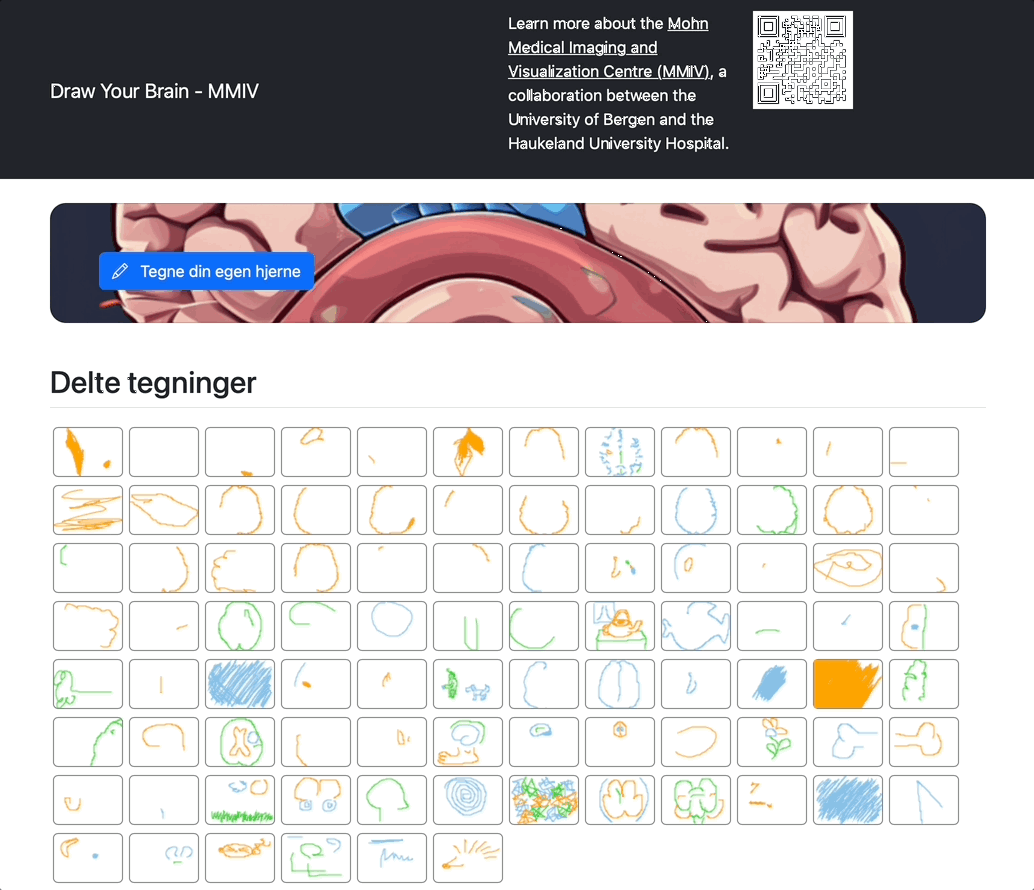 Draw Your Brain - MMIV
Learn more about the Mohn
Medical Imaging and
Visualization Centre (MMIV), a
collaboration between the
University of Bergen and the
Haukeland University Hospital.
Tegne din egen hjerne
Delte tegninger